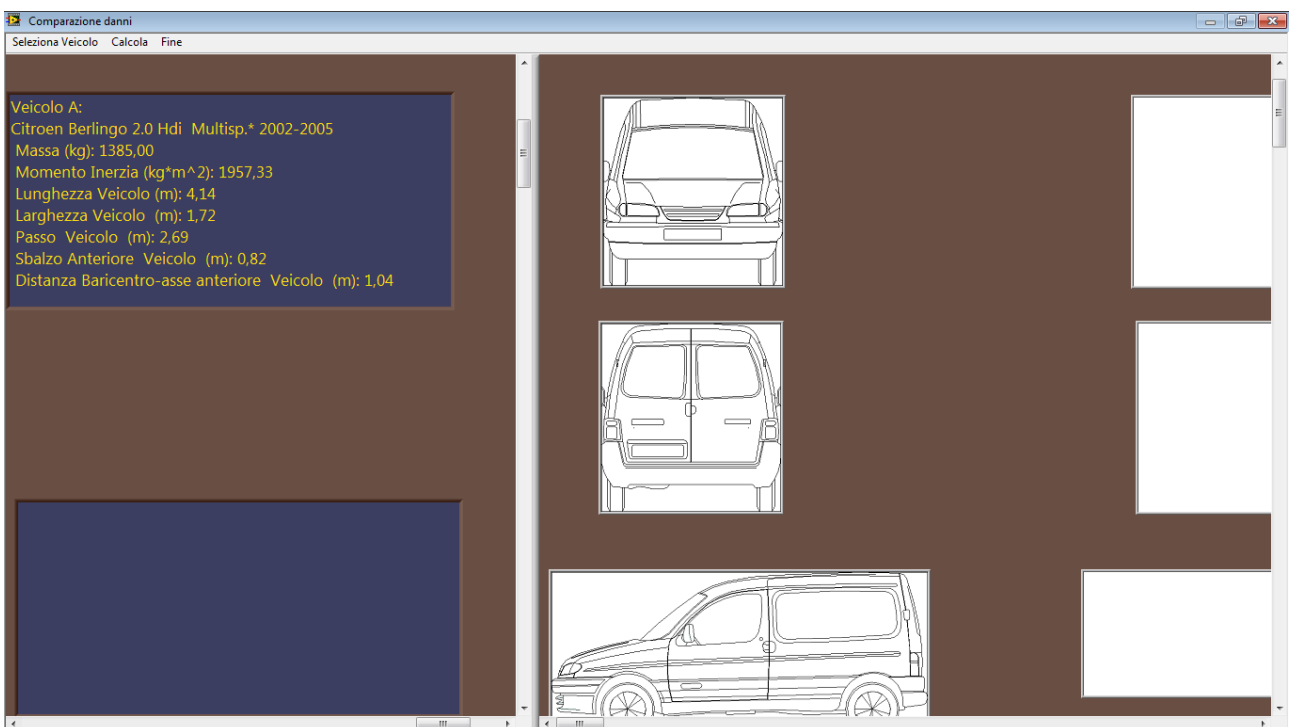 Comparazione danni
Seleziona Veicolo Calcola Fine
Veicolo A:
Citroen Berlingo 2.0 Hdi Multisp.* 2002-2005
Massa (kg): 1385,00
Momento Inerzia (kg*m^2): 1957,33
Lunghezza Veicolo (m): 4,14
Larghezza Veicolo (m): 1,72
Passo Veicolo (m): 2,69
Sbalzo Anteriore Veicolo (m): 0,82
Distanza Baricentro-asse anteriore Veicolo (m): 1,04